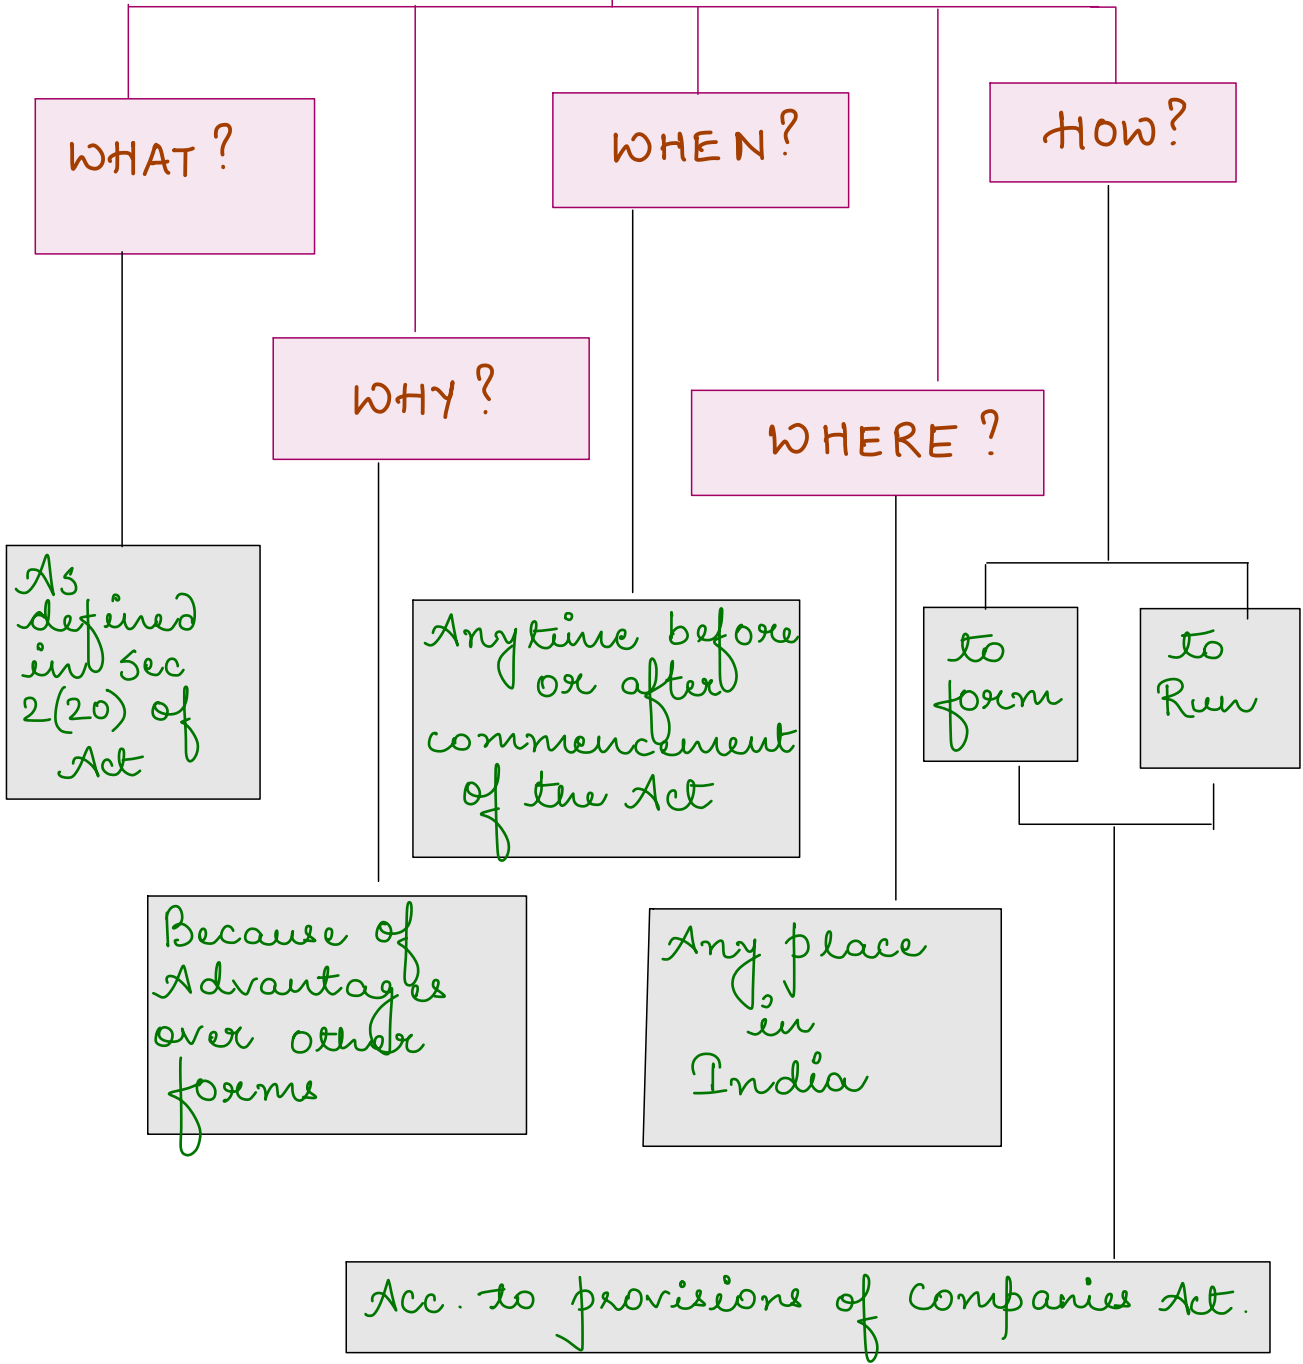 WHAT?
WHEN?
HOW?
WHY?
WHERE?
As
defined
in sec
2(20) of
Act
Anytime before
or after
commencement
of the Act
to
form
to
Run
Because of
Advantages
over other
forms
Any place
in
India
Acc. to provisions of companies Act.